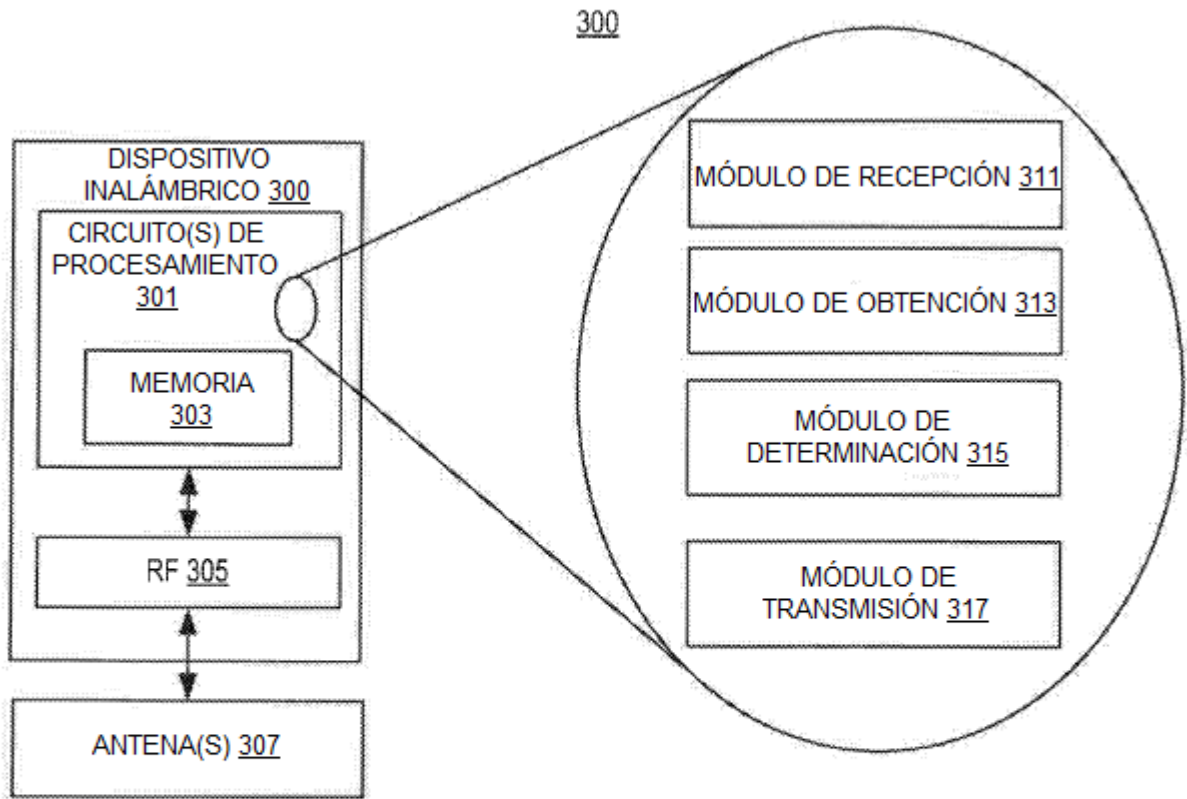 300
DISPOSITIVO
INALÁMBRICO 300
CIRCUITO(S) DE
PROCESAMIENTO
301
MEMORIA
303
RF 305
ANTENA(S) 307
MÓDULO DE RECEPCIÓN 311
MÓDULO DE OBTENCIÓN 313
MÓDULO DE
DETERMINACIÓN 315
MÓDULO DE
TRANSMISIÓN 317